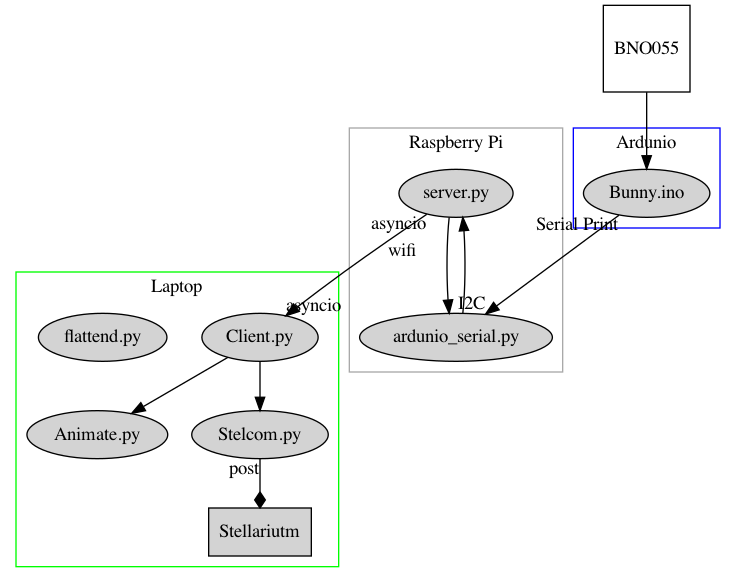 BNO055
Raspberry Pi
Ardunio
server.py
Bunny.ino
asyncio
wifi
Serial Print
Laptop
asyncio
I2C
flattend.py
Client.py
ardunio_serial.py
Animate.py
Stelcom.py
post
Stellariutm